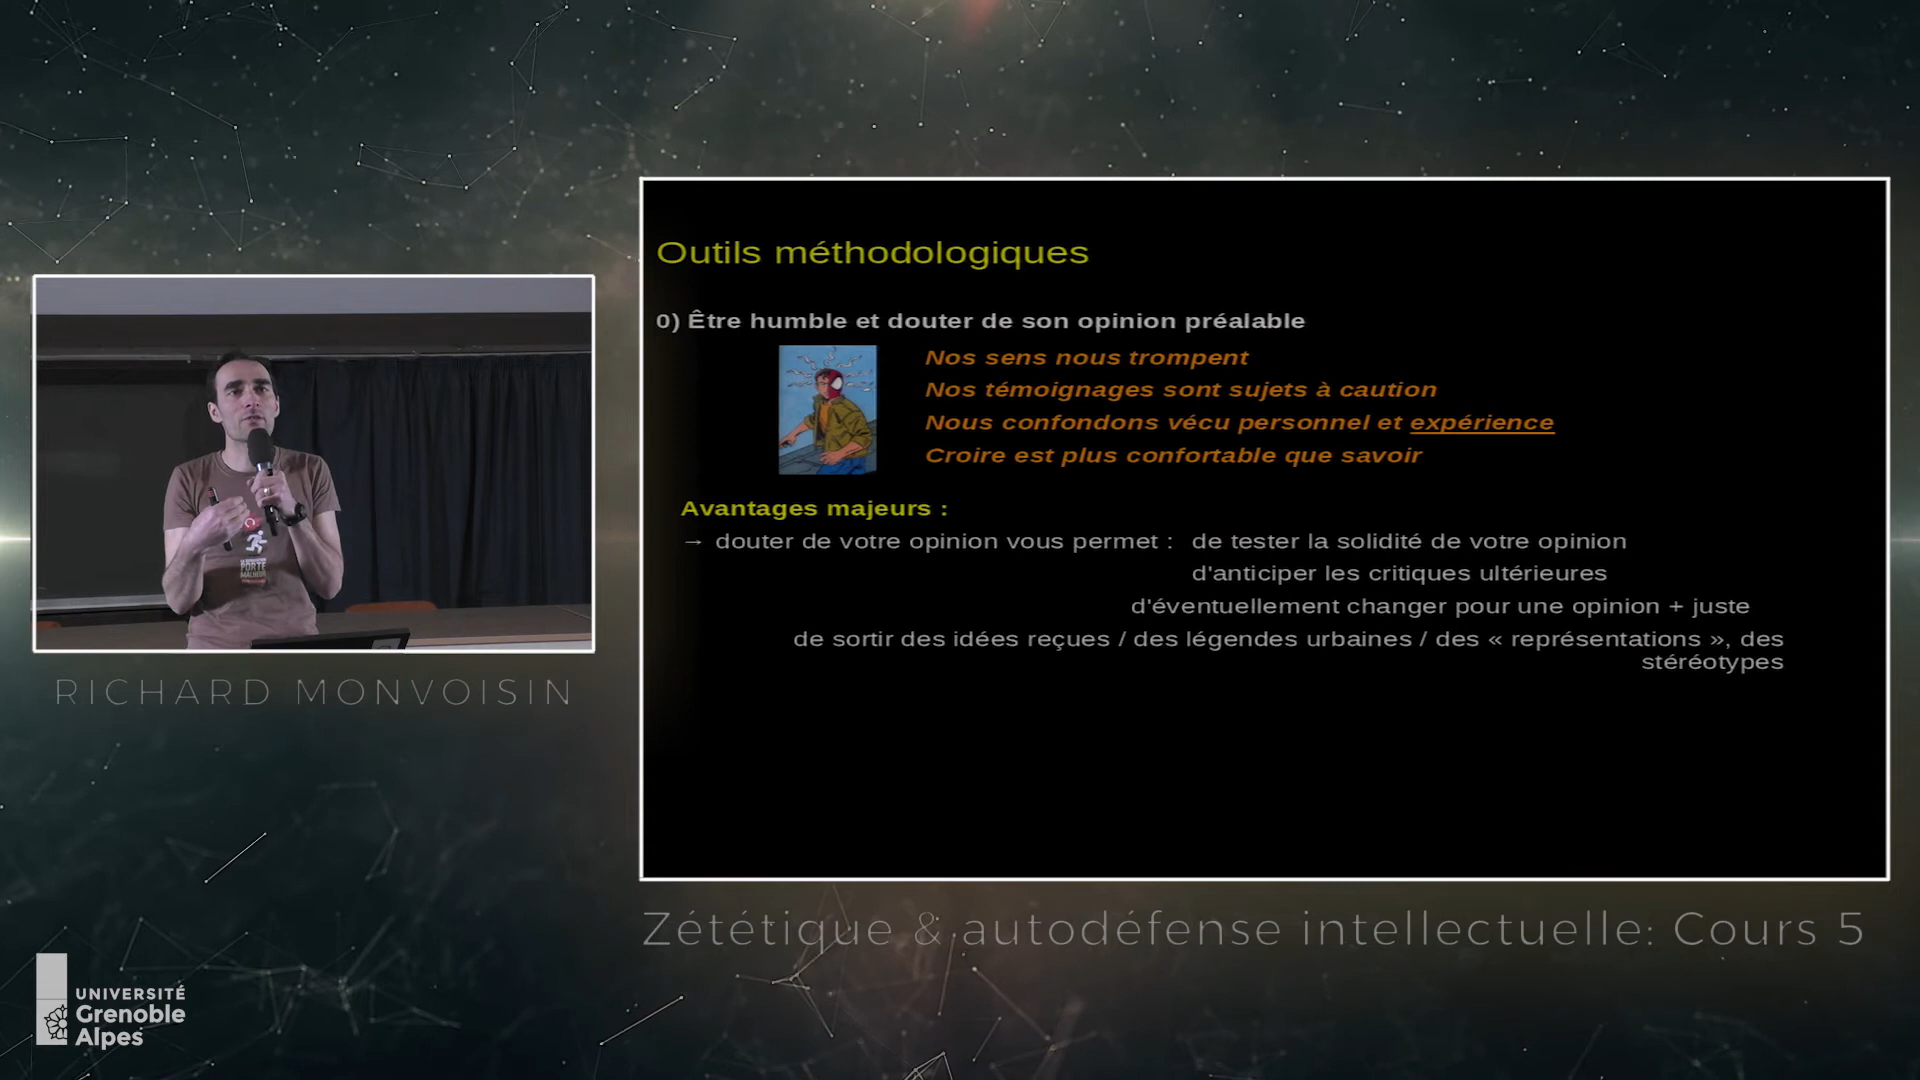 Outils méthodologiques
0) Être humble et douter de son opinion préalable
Nos sens nous trompent
Nos témoignages sont sujets à caution
Nous confondons vécu personnel et expérience
Croire est plus confortable que savoir
Avantages majeurs :
→ douter de votre opinion vous permet : de tester la solidité de votre opinion
d'anticiper les critiques ultérieures
d'éventuellement changer pour une opinion + juste
de sortir des idées reçues / des légendes urbaines / des « représentations », des
stéréotypes
PORTE
MALHEUR
RICHARD MONVOISIN
Zététique & autodéfense intellectuelle: Cours 5
UNIVERSITÉ
Grenoble
Alpes